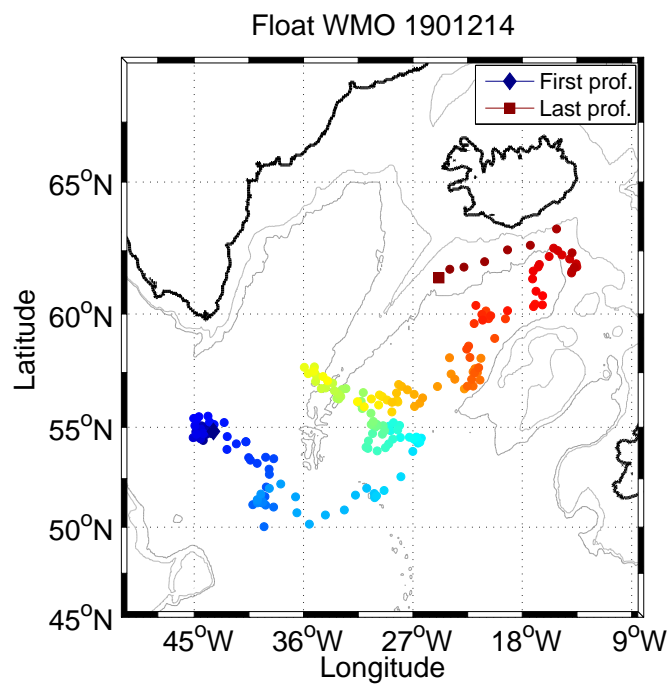 Float WMO 1901214
First prof.
Last prof.
65°N
60°N
55°N
50°N
45°N
Latitude
45°W 36°W 27°W 18°W 9°W
Longitude